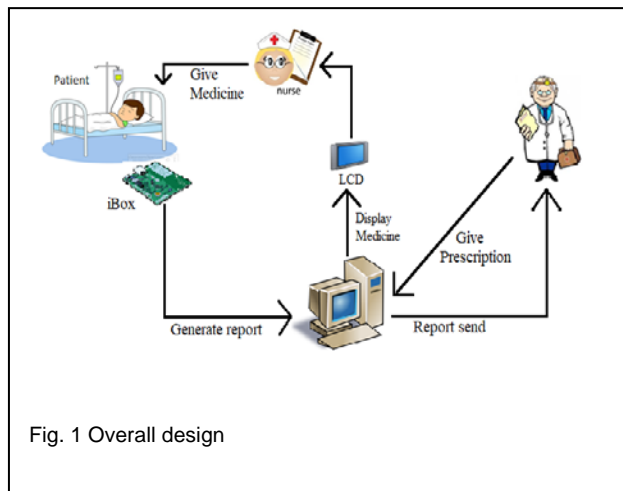 Patient
Give
Medicine
nurse
iBox
LCD
Display
Medicine
Give
Prescription
Generate report
Report send
Fig. 1 Overall design